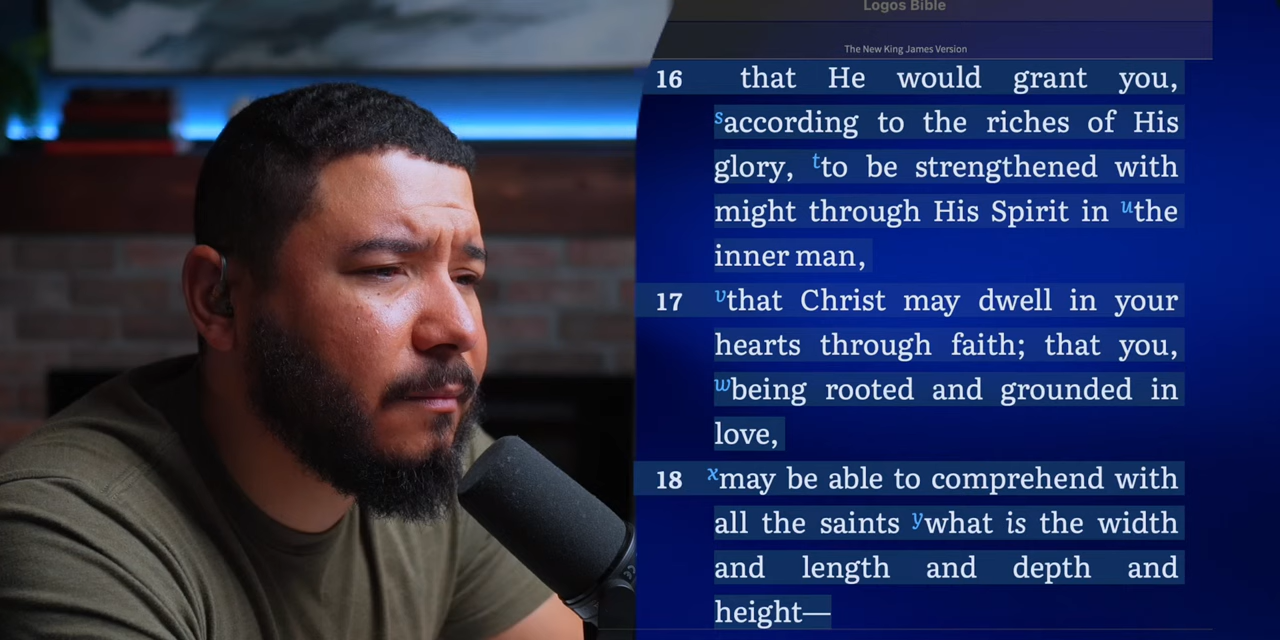 Logos Bible
The New King James Version
16 that He would grant you,
saccording to the riches of His
glory, tto be strengthened with
might through His Spirit in uthe
inner man,
17 vthat Christ may dwell in your
hearts through faith; that you,
wbeing rooted and grounded in
love,
18 xmay be able to comprehend with
all the saints ywhat is the width
and length and depth and
height—